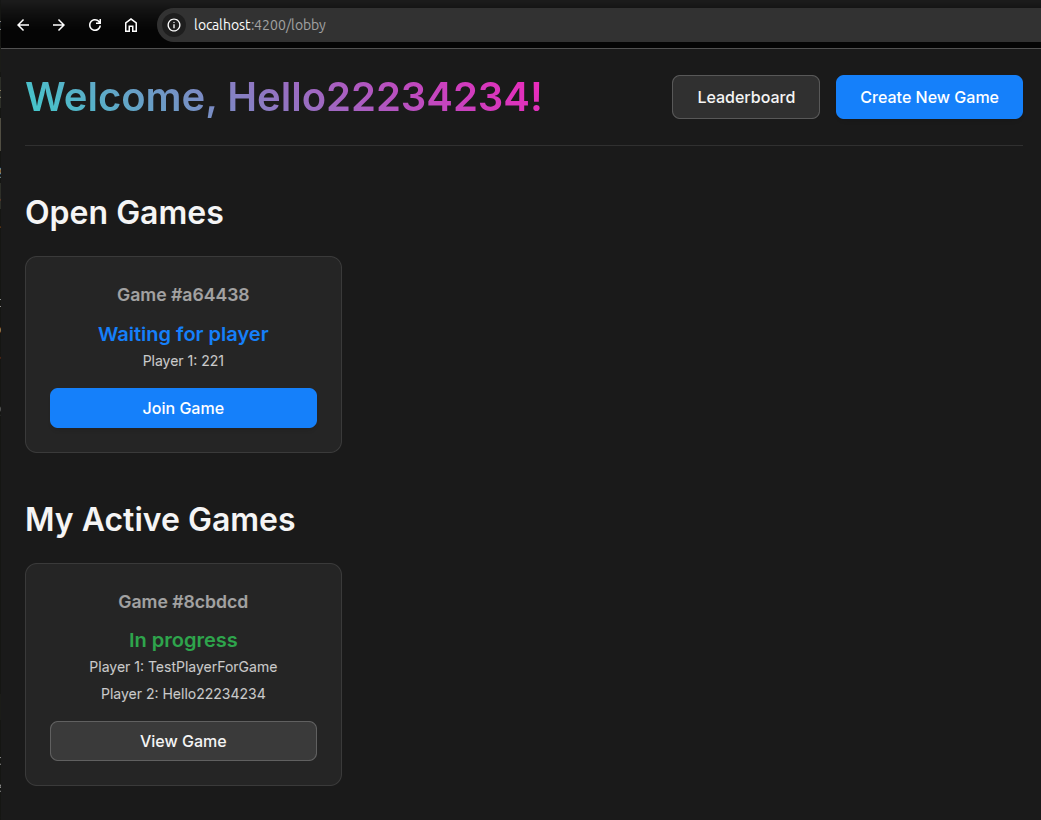 localhost:4200/lobby
Welcome, Hello22234234!
Leaderboard
Create New Game
Open Games
Game #a64438
Waiting for player
Player 1: 221
Join Game
My Active Games
Game #8cbdcd
In progress
Player 1: TestPlayerForGame
Player 2: Hello22234234
View Game